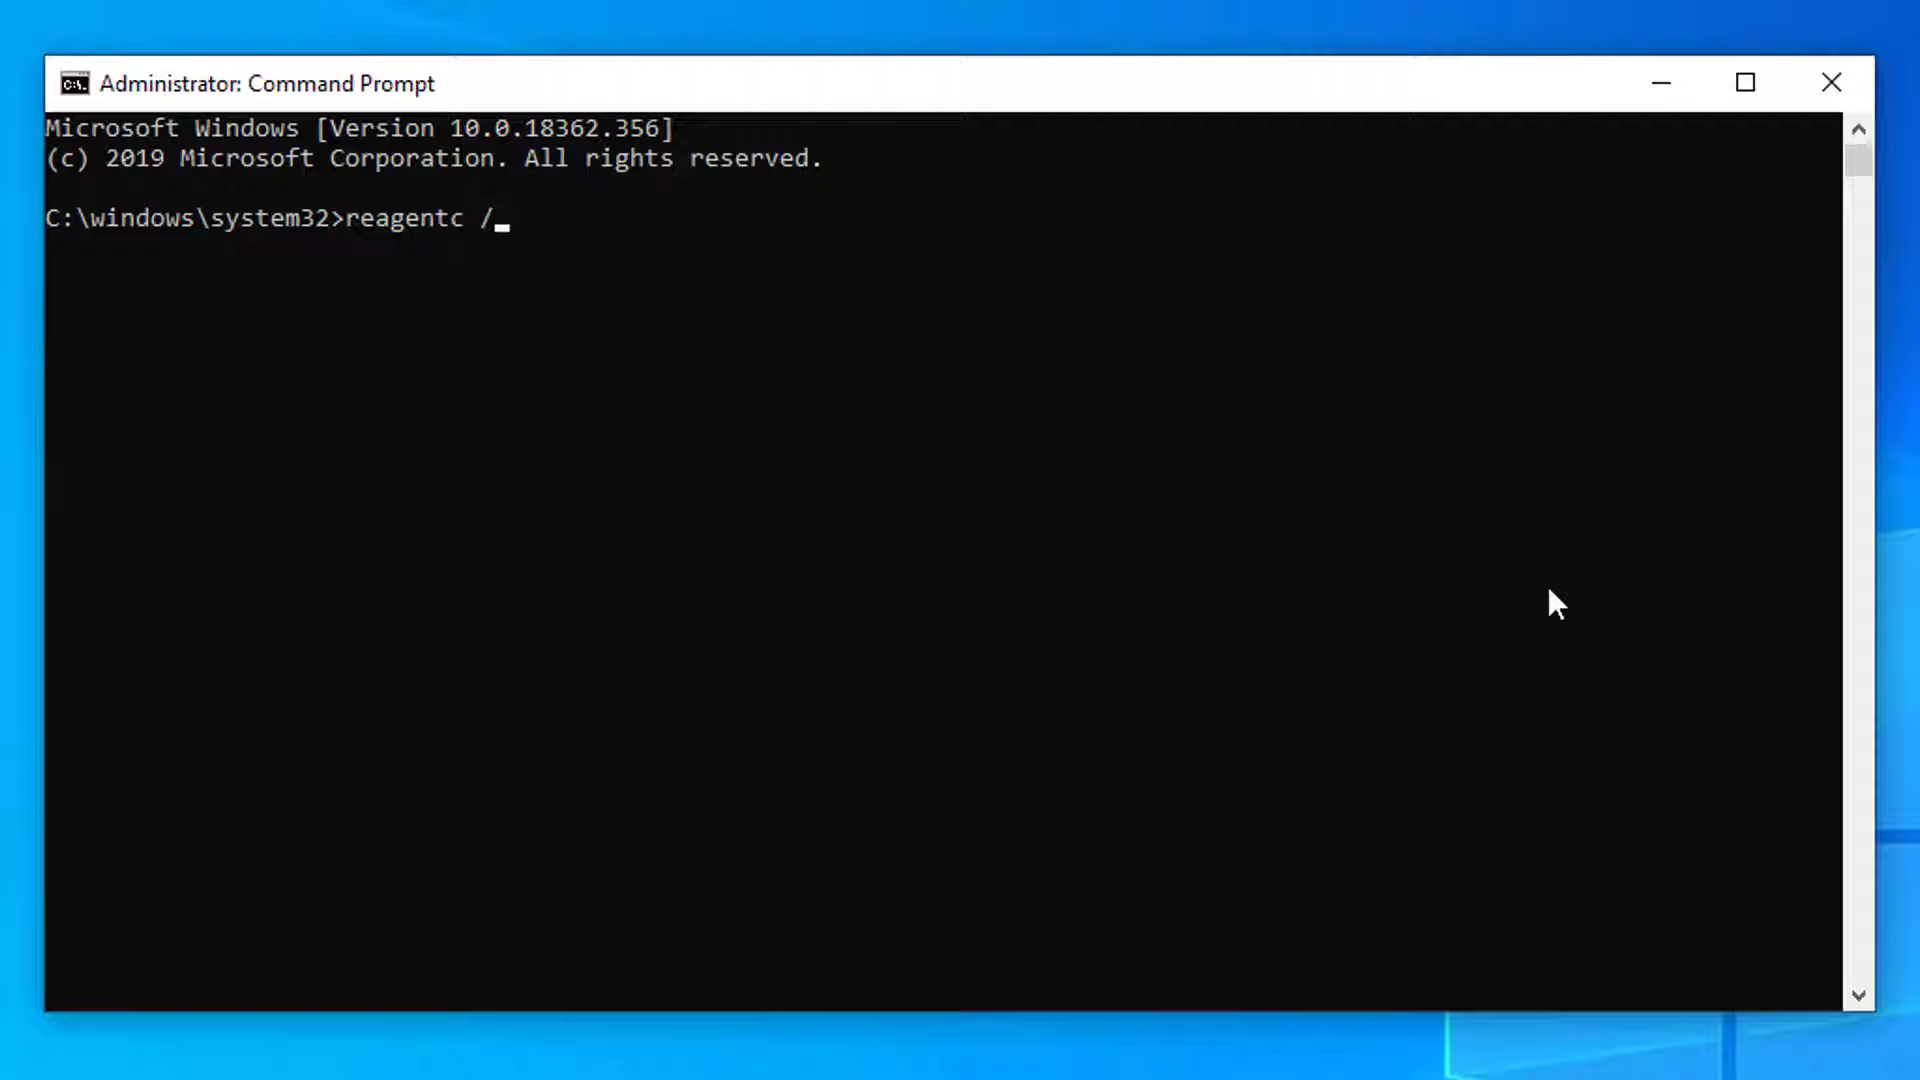 Administrator: Command Prompt
Microsoft Windows [Version 10.0.18362.356]
(c) 2019 Microsoft Corporation. All rights reserved.
C:\windows\system32>reagentc /_